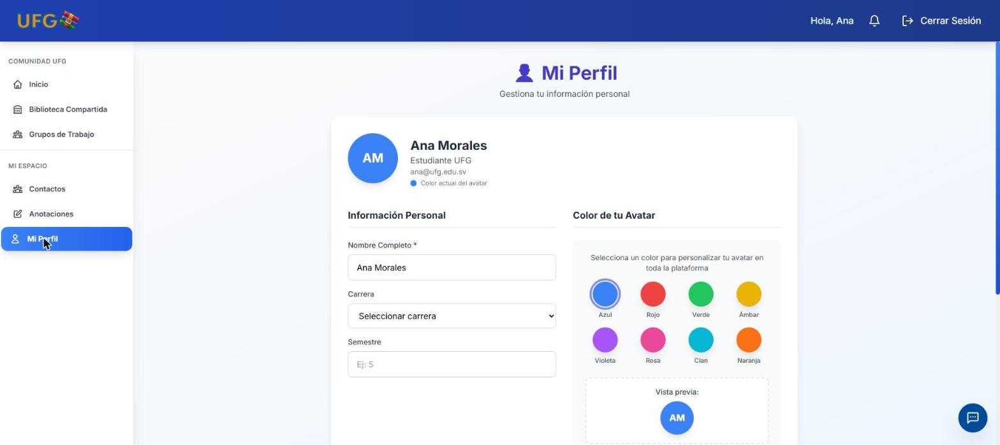 UFG
Hola, Ana
Cerrar Sesión
COMUNIDAD UFG
Inicio
Biblioteca Compartida
Grupos de Trabajo
MI ESPACIO
Contactos
Anotaciones
Mi Perfil
Mi Perfil
Gestiona tu información personal
AM
Ana Morales
Estudiante UFG
ana@ufg.edu.sv
Color actual del avatar
Información Personal
Nombre Completo *
Ana Morales
Carrera
Seleccionar carrera
Semestre
Ej: 5
Color de tu Avatar
Selecciona un color para personalizar tu avatar en
toda la plataforma
Azul
Rojo
Verde
Ámbar
Violeta
Rosa
Cian
Naranja
Vista previa:
AM